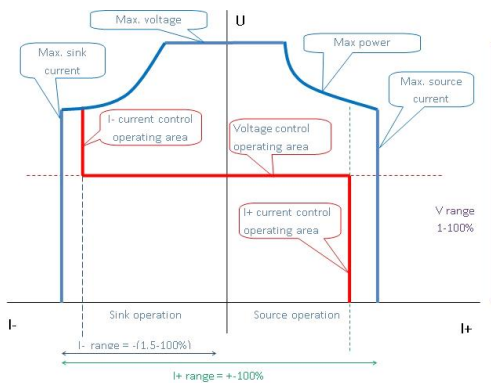 Max. voltage
U
Max power
Max. sink
current
Max. source
current
I- current control
operating area
Voltage control
operating area
I+ current control
operating area
V range
1-100%
Sink operation
Source operation
I-
I+
I- range = -(1.5-100%)
I+ range = +-100%